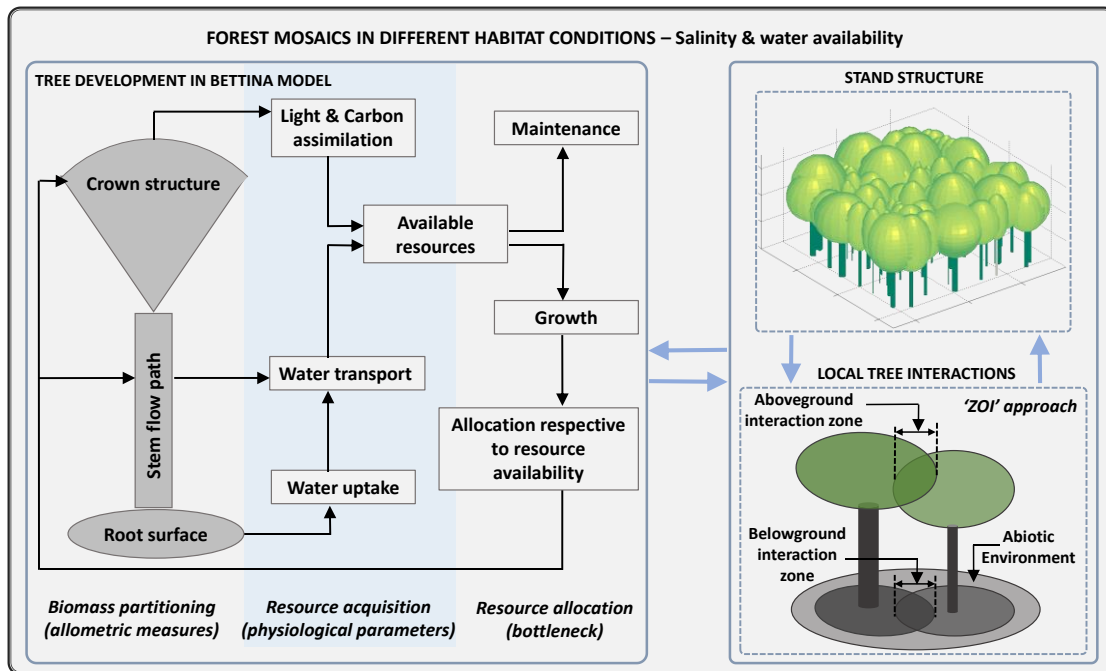 FOREST MOSAICS IN DIFFERENT HABITAT CONDITIONS – Salinity & water availability
TREE DEVELOPMENT IN BETTINA MODEL
Light & Carbon
assimilation
Maintenance
Crown structure
Available
resources
Growth
Stem flow path
Water transport
Allocation respective
to resource
availability
Water uptake
Root surface
Biomass partitioning
(allometric measures)
Resource acquisition
(physiological parameters)
Resource allocation
(bottleneck)
STAND STRUCTURE
LOCAL TREE INTERACTIONS
Aboveground
interaction zone
‘ZOI’ approach
Belowground
interaction
zone
Abiotic
Environment